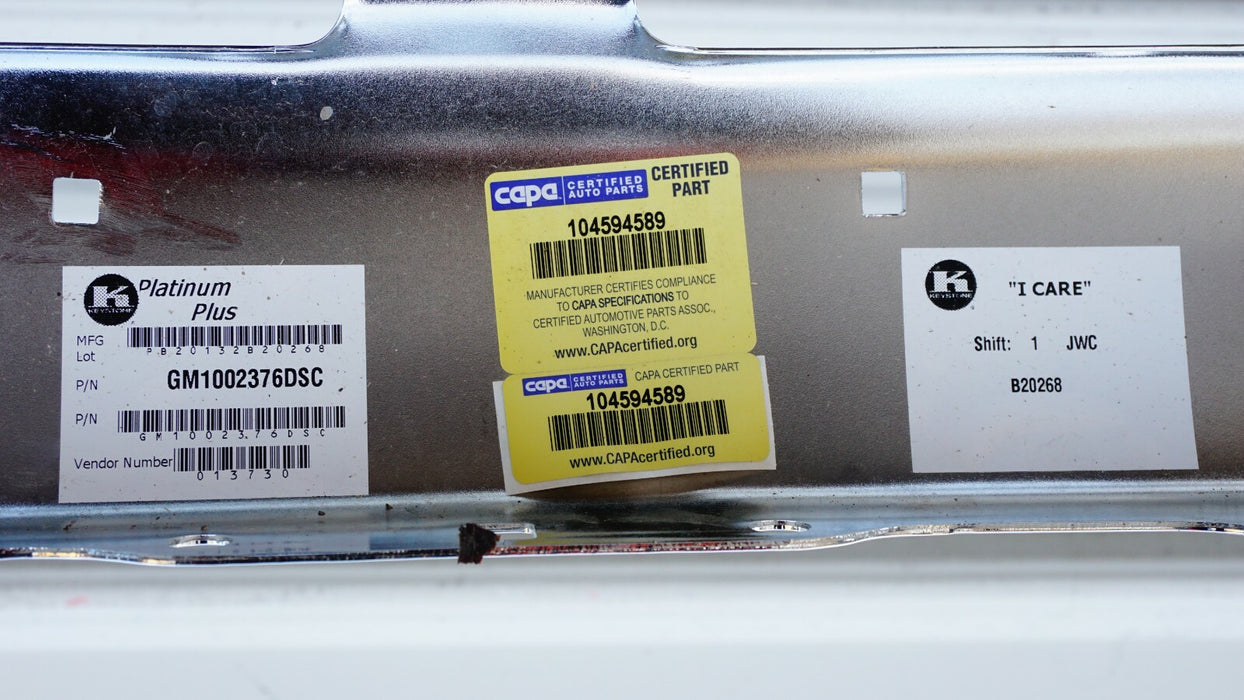 K
KEYSTONE
Platinum
Plus
MFG
Lot
PB20132B20268
P/N
GM1002376DSC
P/N
GM1002376DSC
Vendor Number
013730
capa
CERTIFIED
AUTO PARTS
CERTIFIED
PART
104594589
MANUFACTURER CERTIFIES COMPLIANCE
TO CAPA SPECIFICATIONS TO
CERTIFIED AUTOMOTIVE PARTS ASSOC.,
WASHINGTON, D.C.
www.CAPAcertified.org
capa
CERTIFIED
AUTO PARTS
CAPA CERTIFIED PART
104594589
www.CAPAcertified.org
K
KEYSTONE
"I CARE"
Shift: 1 JWC
B20268